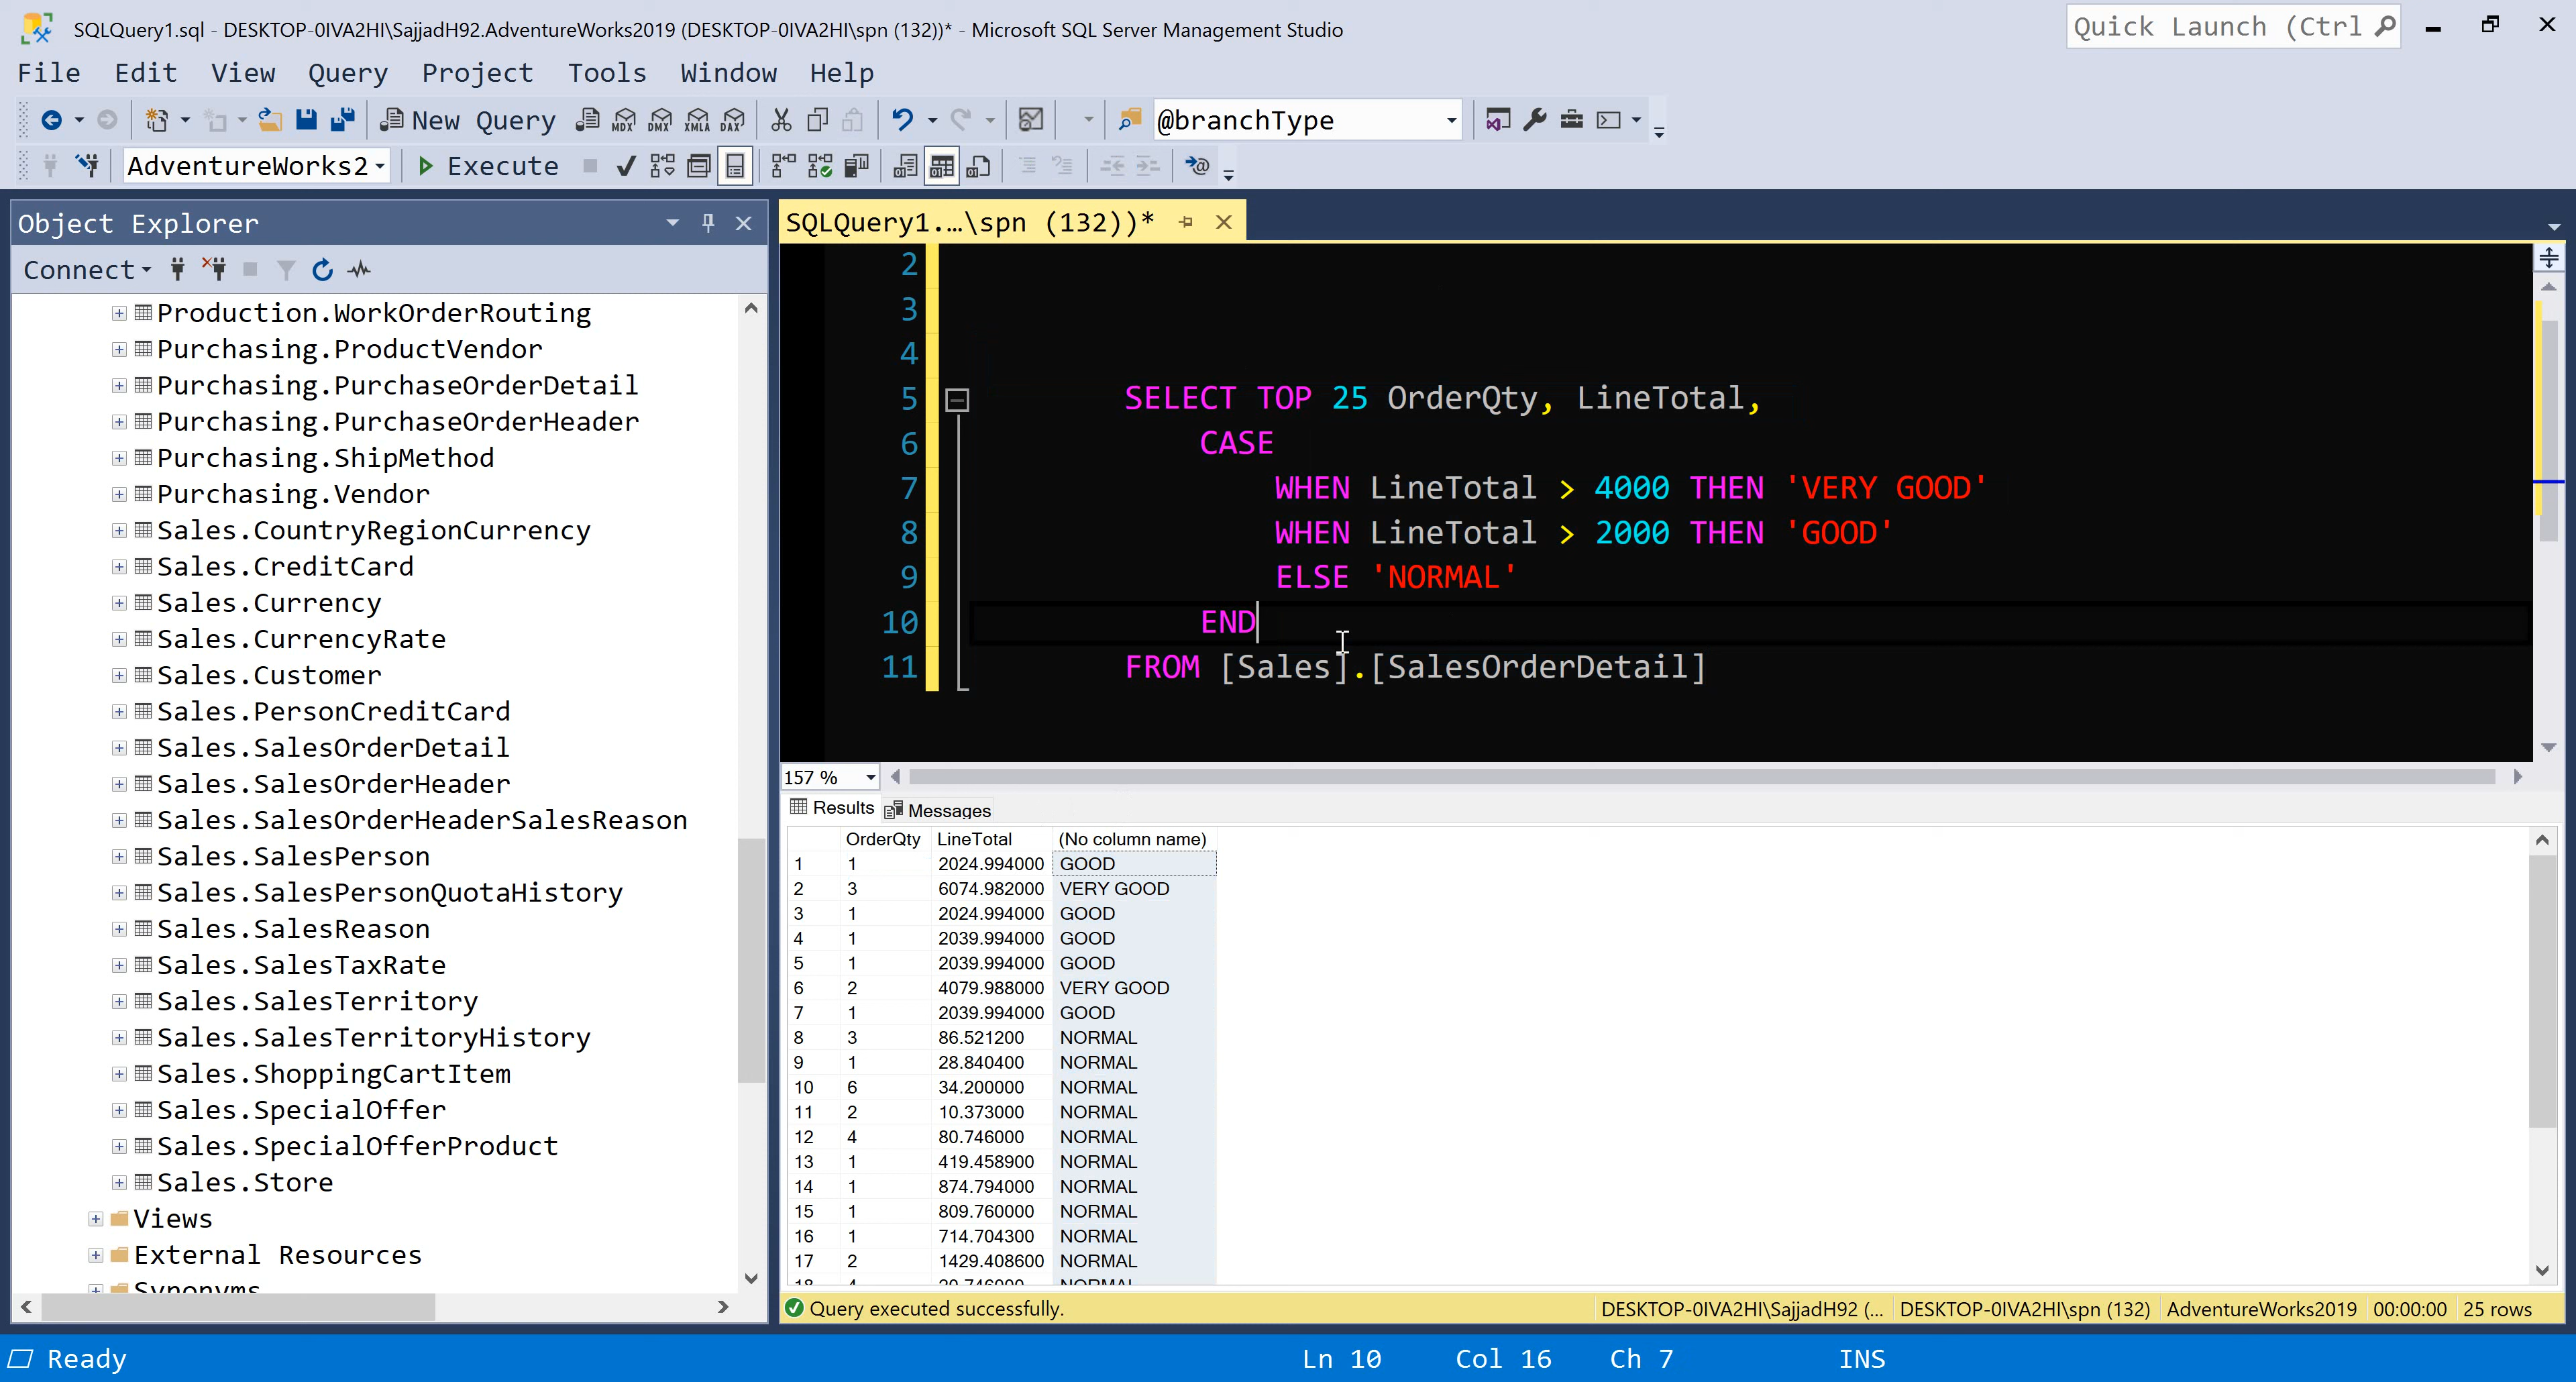 SQLQuery1.sql - DESKTOP-0IVA2HI\SajjadH92.AdventureWorks2019 (DESKTOP-0IVA2HI\spn (132))* - Microsoft SQL Server Management Studio
Quick Launch (Ctrl
File Edit View Query Project Tools Window Help
New Query MDX DMX XMLA DAX @branchType
AdventureWorks2 Execute
Object Explorer
Connect
Production.WorkOrderRouting
Purchasing.ProductVendor
Purchasing.PurchaseOrderDetail
Purchasing.PurchaseOrderHeader
Purchasing.ShipMethod
Purchasing.Vendor
Sales.CountryRegionCurrency
Sales.CreditCard
Sales.Currency
Sales.CurrencyRate
Sales.Customer
Sales.PersonCreditCard
Sales.SalesOrderDetail
Sales.SalesOrderHeader
Sales.SalesOrderHeaderSalesReason
Sales.SalesPerson
Sales.SalesPersonQuotaHistory
Sales.SalesReason
Sales.SalesTaxRate
Sales.SalesTerritory
Sales.SalesTerritoryHistory
Sales.ShoppingCartItem
Sales.SpecialOffer
Sales.SpecialOfferProduct
Sales.Store
Views
External Resources
Synonyms
SQLQuery1....\spn (132))*
2
3
4
5 SELECT TOP 25 OrderQty, LineTotal,
6 CASE
7 WHEN LineTotal > 4000 THEN 'VERY GOOD'
8 WHEN LineTotal > 2000 THEN 'GOOD'
9 ELSE 'NORMAL'
10 END
11 FROM [Sales].[SalesOrderDetail]
157 %
Results Messages
OrderQty LineTotal (No column name)
1 1 2024.994000 GOOD
2 3 6074.982000 VERY GOOD
3 1 2024.994000 GOOD
4 1 2039.994000 GOOD
5 1 2039.994000 GOOD
6 2 4079.988000 VERY GOOD
7 1 2039.994000 GOOD
8 3 86.521200 NORMAL
9 1 28.840400 NORMAL
10 6 34.200000 NORMAL
11 2 10.373000 NORMAL
12 4 80.746000 NORMAL
13 1 419.458900 NORMAL
14 1 874.794000 NORMAL
15 1 809.760000 NORMAL
16 1 714.704300 NORMAL
17 2 1429.408600 NORMAL
18 4 20.746000 NORMAL
Query executed successfully. DESKTOP-0IVA2HI\SajjadH92 (... DESKTOP-0IVA2HI\spn (132) AdventureWorks2019 00:00:00 25 rows
Ready Ln 10 Col 16 Ch 7 INS